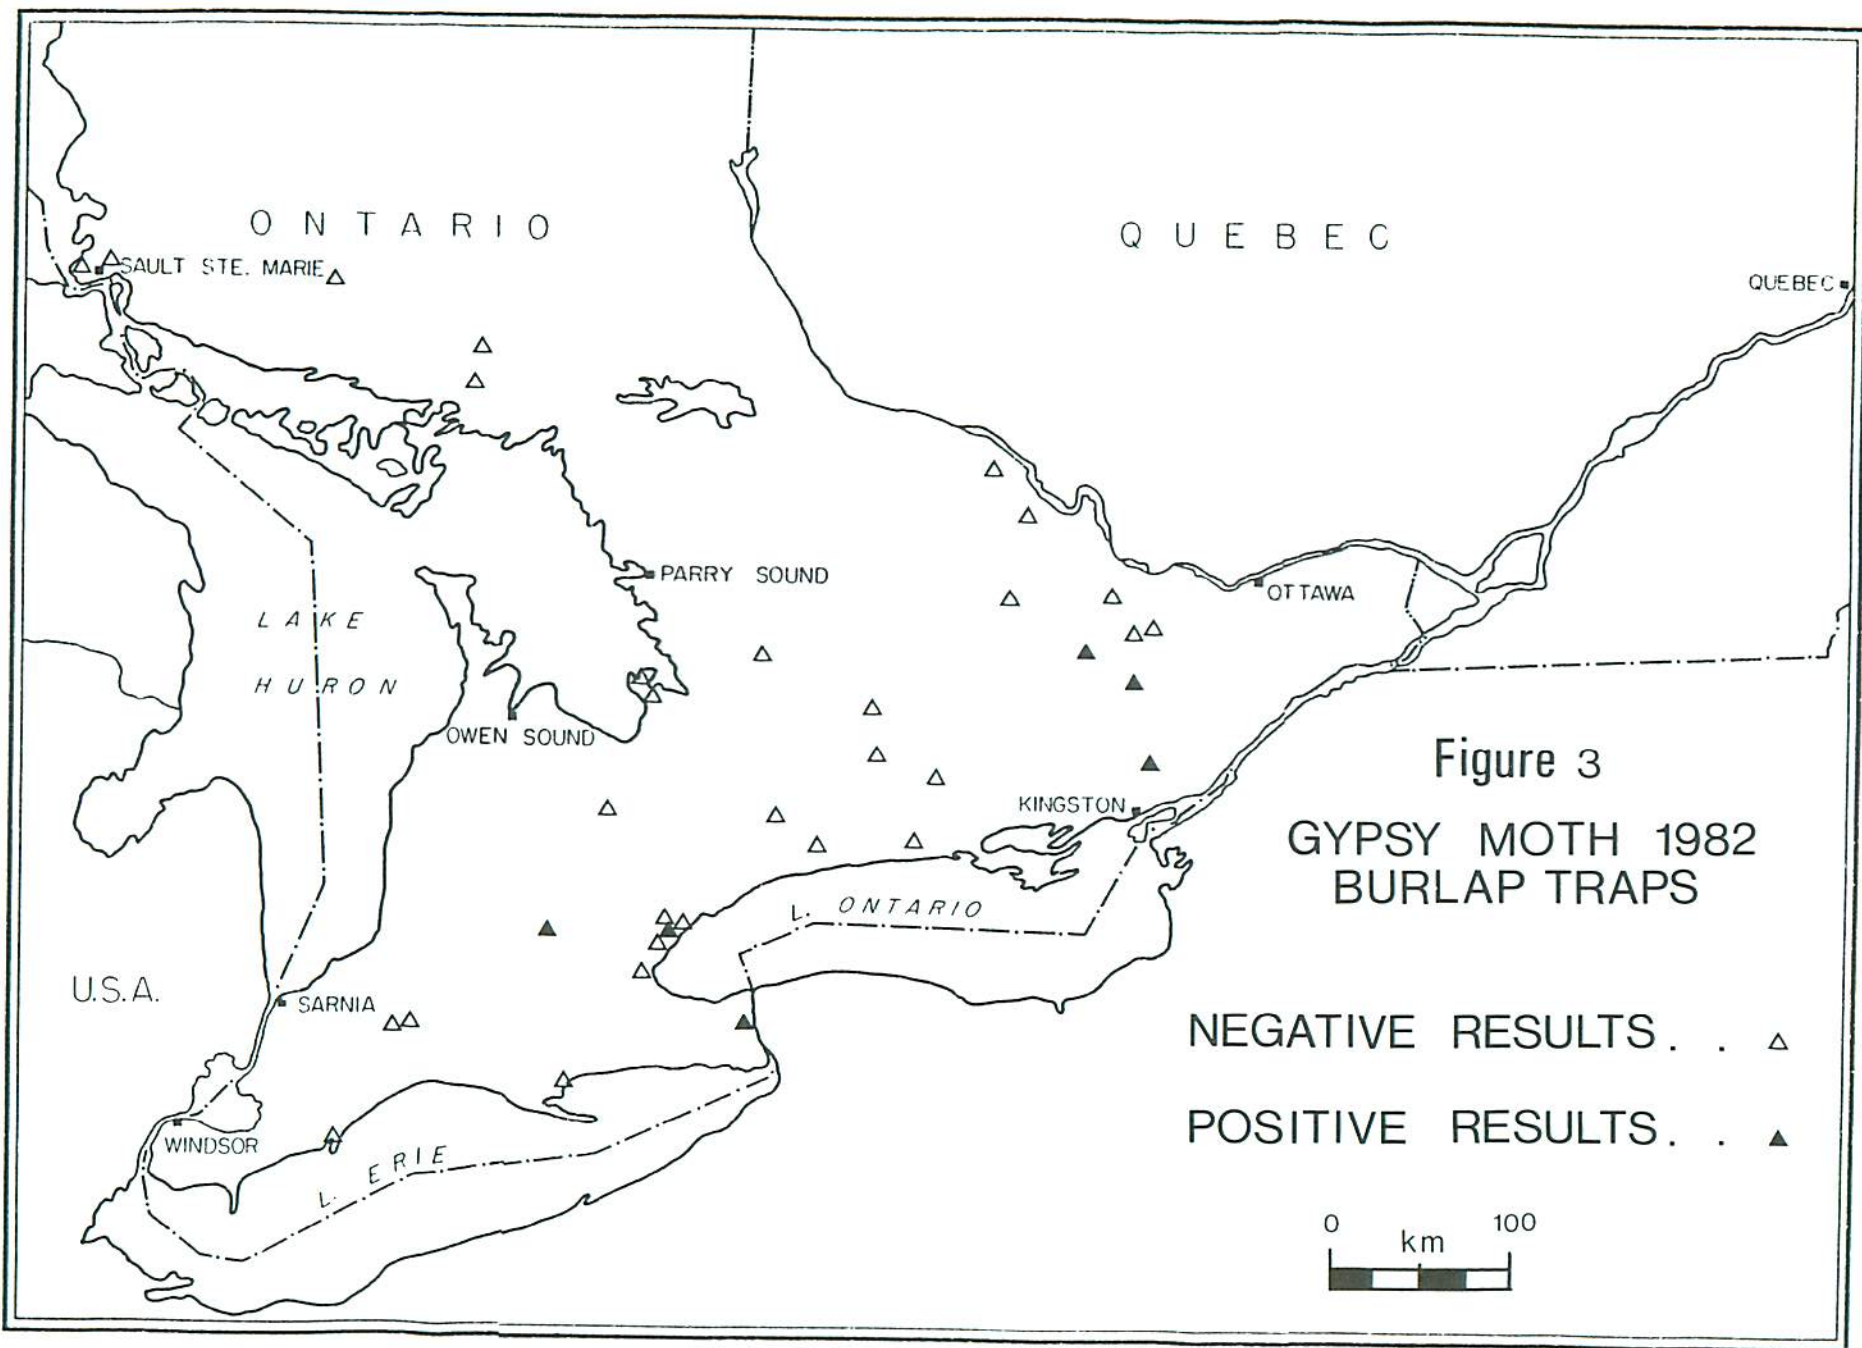 ONTARIO
QUEBEC
SAULT STE. MARIE
QUEBEC
PARRY SOUND
OTTAWA
LAKE
HURON
OWEN SOUND
Figure 3
KINGSTON
GYPSY MOTH 1982
BURLAP TRAPS
L. ONTARIO
U.S.A.
SARNIA
NEGATIVE RESULTS. .
POSITIVE RESULTS. .
WINDSOR
L. ERIE
0 100
km